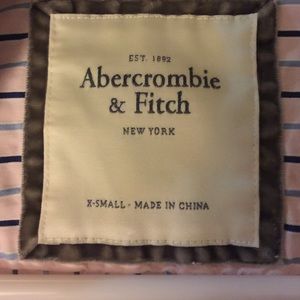 EST. 1892
Abercrombie
& Fitch
NEW YORK
X-SMALL · MADE IN CHINA